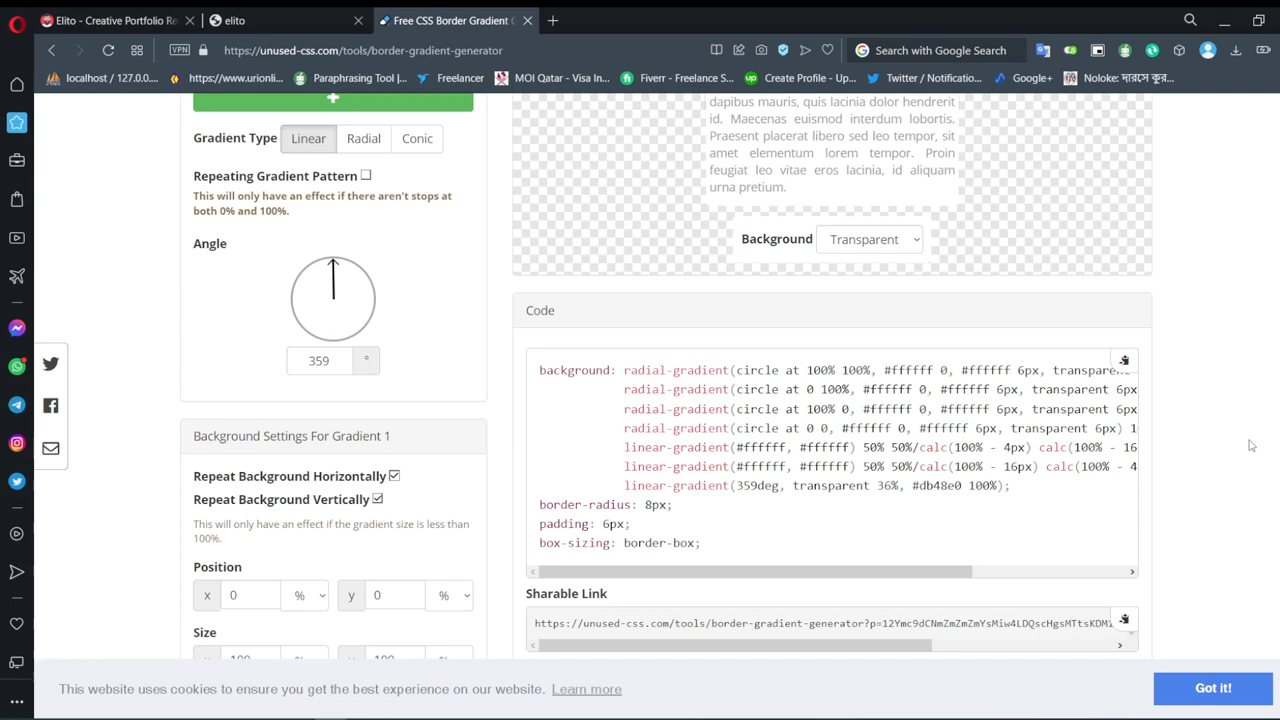 Elito - Creative Portfolio Re
elito
Free CSS Border Gradient
VPN
https://unused-css.com/tools/border-gradient-generator
Search with Google Search
localhost / 127.0.0....
https://www.urionli...
Paraphrasing Tool |...
Freelancer
MOI Qatar - Visa In...
Fiverr - Freelance S...
Create Profile - Up...
Twitter / Notificatio...
Google+
Noloke: দারসে কুর...
+
Gradient Type
Linear
Radial
Conic
Repeating Gradient Pattern
This will only have an effect if there aren't stops at
both 0% and 100%.
Angle
359
°
Background Settings For Gradient 1
Repeat Background Horizontally
Repeat Background Vertically
This will only have an effect if the gradient size is less than
100%.
Position
x
0
%
y
0
%
Size
dapibus mauris, quis lacinia dolor hendrerit
id. Maecenas euismod interdum lobortis.
Praesent placerat libero sed leo tempor, sit
amet elementum lorem tempor. Proin
feugiat leo vitae eros lacinia, id aliquam
urna pretium.
Background
Transparent
Code
background: radial-gradient(circle at 100% 100%, #ffffff 0, #ffffff 6px, transparent
radial-gradient(circle at 0 100%, #ffffff 0, #ffffff 6px, transparent 6px
radial-gradient(circle at 100% 0, #ffffff 0, #ffffff 6px, transparent 6px
radial-gradient(circle at 0 0, #ffffff 0, #ffffff 6px, transparent 6px) 1
linear-gradient(#ffffff, #ffffff) 50% 50%/calc(100% - 4px) calc(100% - 16
linear-gradient(#ffffff, #ffffff) 50% 50%/calc(100% - 16px) calc(100% - 4
linear-gradient(359deg, transparent 36%, #db48e0 100%);
border-radius: 8px;
padding: 6px;
box-sizing: border-box;
Sharable Link
https://unused-css.com/tools/border-gradient-generator?p=12Ymc9dCNmZmZmZmYsMiw4LDQscHgsMTtsKDMi
This website uses cookies to ensure you get the best experience on our website. Learn more
Got it!